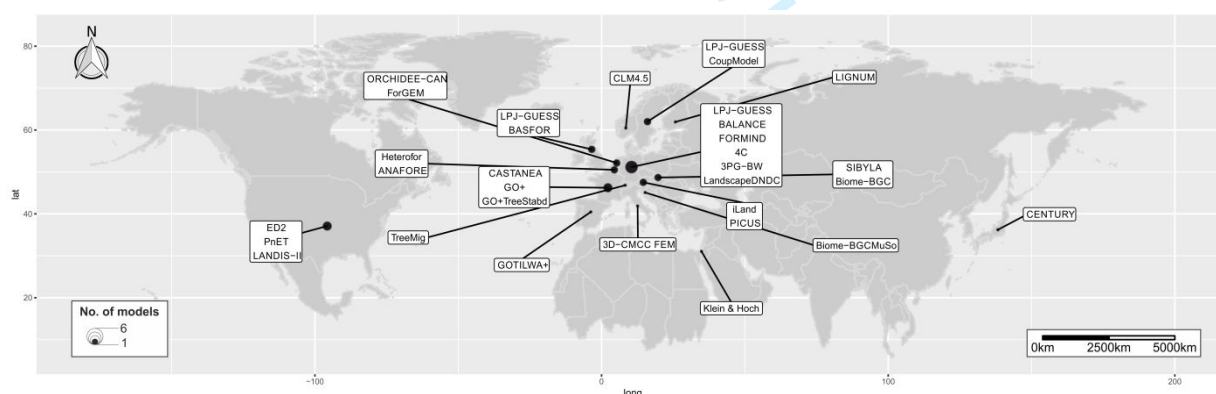 N
80
60
40
20
lat
LPJ-GUESS
CoupModel
ORCHIDEE-CAN
ForGEM
CLM4.5
LIGNUM
LPJ-GUESS
BASFOR
LPJ-GUESS
BALANCE
FORMIND
4C
3PG-BW
LandscapeDNDC
Heterofor
ANAFORE
CASTANEA
GO+
GO+TreeStabd
SIBYLA
Biome-BGC
ED2
PnET
LANDIS-II
TreeMig
iLand
PICUS
CENTURY
3D-CMCC FEM
Biome-BGCMuSo
GOTILWA+
Klein & Hoch
No. of models
6
1
0km 2500km 5000km
-100 0 100 200
long